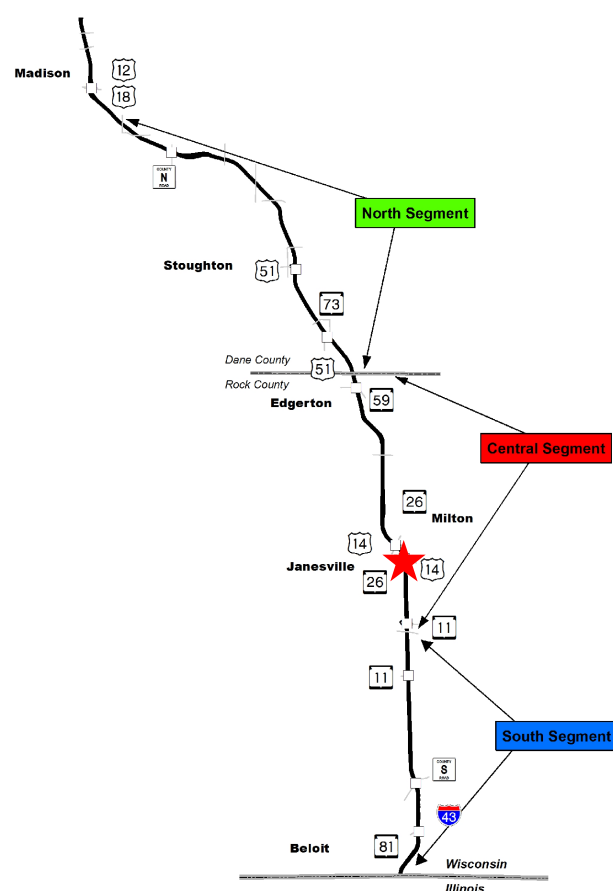 12
Madison
18
COUNTY
N
ROAD
North Segment
Stoughton
51
73
Dane County
51
Rock County
59
Edgerton
Central Segment
26
Milton
14
Janesville
14
26
11
11
South Segment
COUNTY
S
ROAD
43
81
Beloit
Wisconsin
Illinois